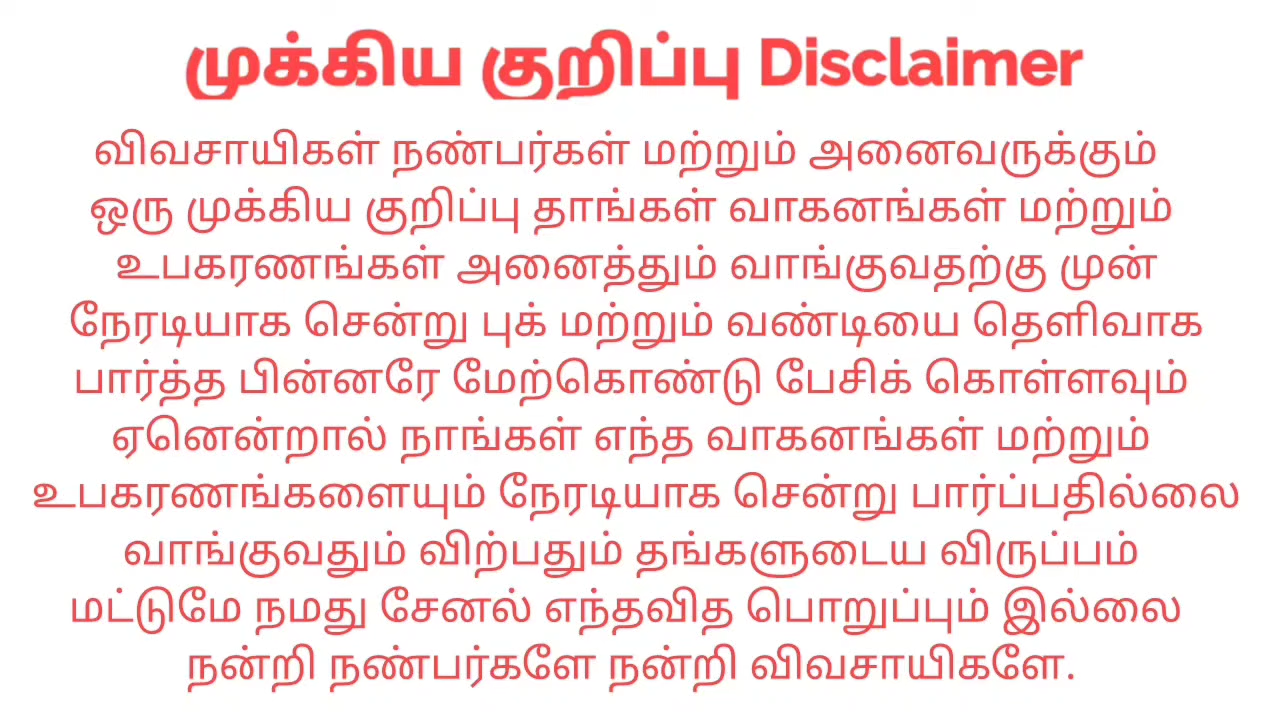 முக்கிய குறிப்பு Disclaimer
விவசாயிகள் நண்பர்கள் மற்றும் அனைவருக்கும்
ஒரு முக்கிய குறிப்பு தாங்கள் வாகனங்கள் மற்றும்
உபகரணங்கள் அனைத்தும் வாங்குவதற்கு முன்
நேரடியாக சென்று புக் மற்றும் வண்டியை தெளிவாக
பார்த்த பின்னரே மேற்கொண்டு பேசிக் கொள்ளவும்
ஏனென்றால் நாங்கள் எந்த வாகனங்கள் மற்றும்
உபகரணங்களையும் நேரடியாக சென்று பார்ப்பதில்லை
வாங்குவதும் விற்பதும் தங்களுடைய விருப்பம்
மட்டுமே நமது சேனல் எந்தவித பொறுப்பும் இல்லை
நன்றி நண்பர்களே நன்றி விவசாயிகளே.